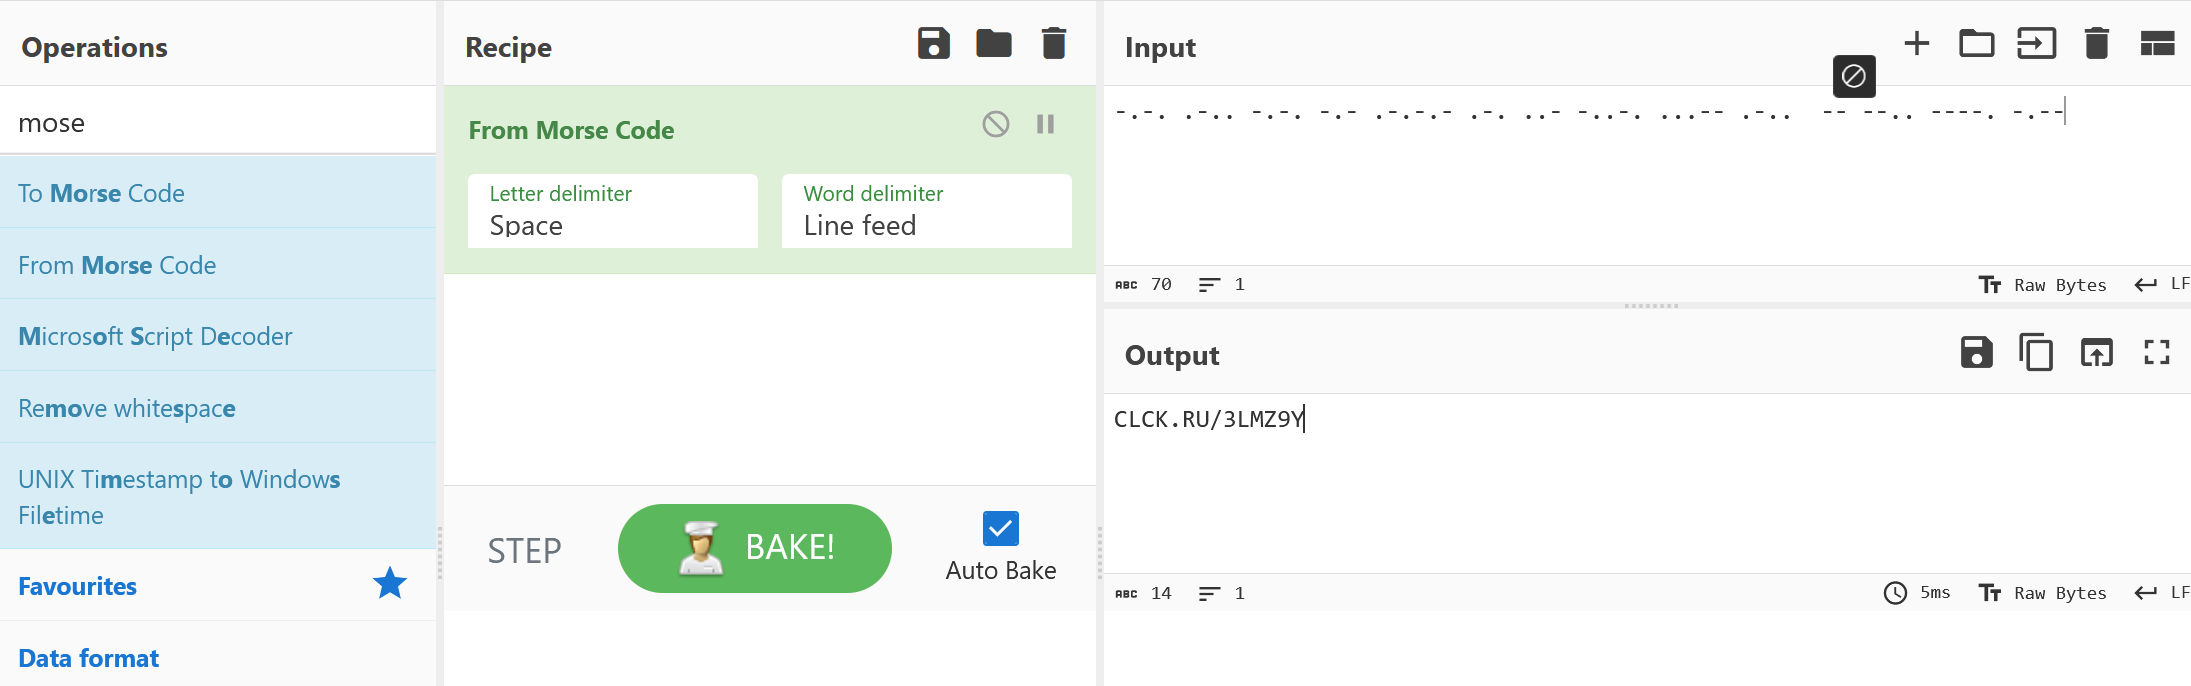 Operations
mose
To Morse Code
From Morse Code
Microsoft Script Decoder
Remove whitespace
UNIX Timestamp to Windows
Filetime
Favourites
Data format
Recipe
From Morse Code
Letter delimiter
Space
Word delimiter
Line feed
STEP
BAKE!
Auto Bake
Input
-.-. .-.. -.-. -.- .-.-.- .-. ..- -..-. ...-- .-..  -- --.. ----. -.--
ABC 70 1 Raw Bytes LF
Output
CLCK.RU/3LMZ9Y
ABC 14 1 5ms Raw Bytes LF